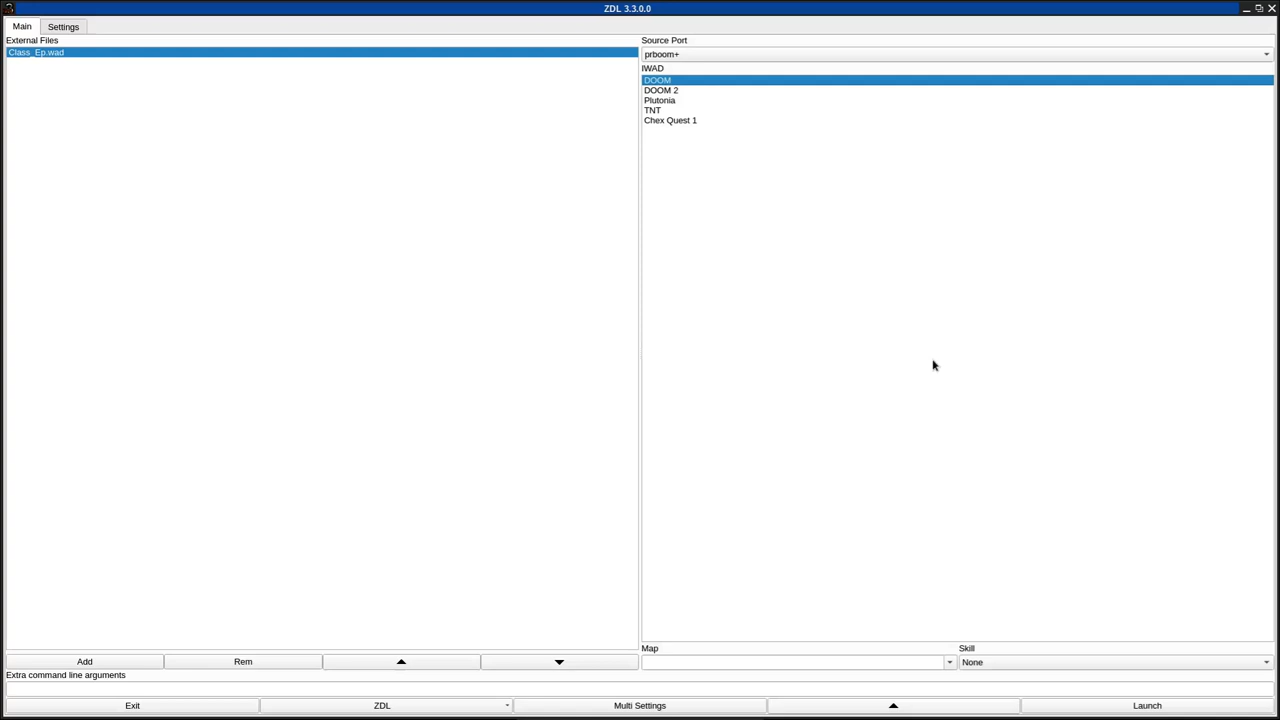 ZDL 3.3.0.0
Main
Settings
External Files
Class_Ep.wad
Source Port
prboom+
IWAD
DOOM
DOOM 2
Plutonia
TNT
Chex Quest 1
Map
Skill
None
Add
Rem
Extra command line arguments
Exit
ZDL
Multi Settings
Launch